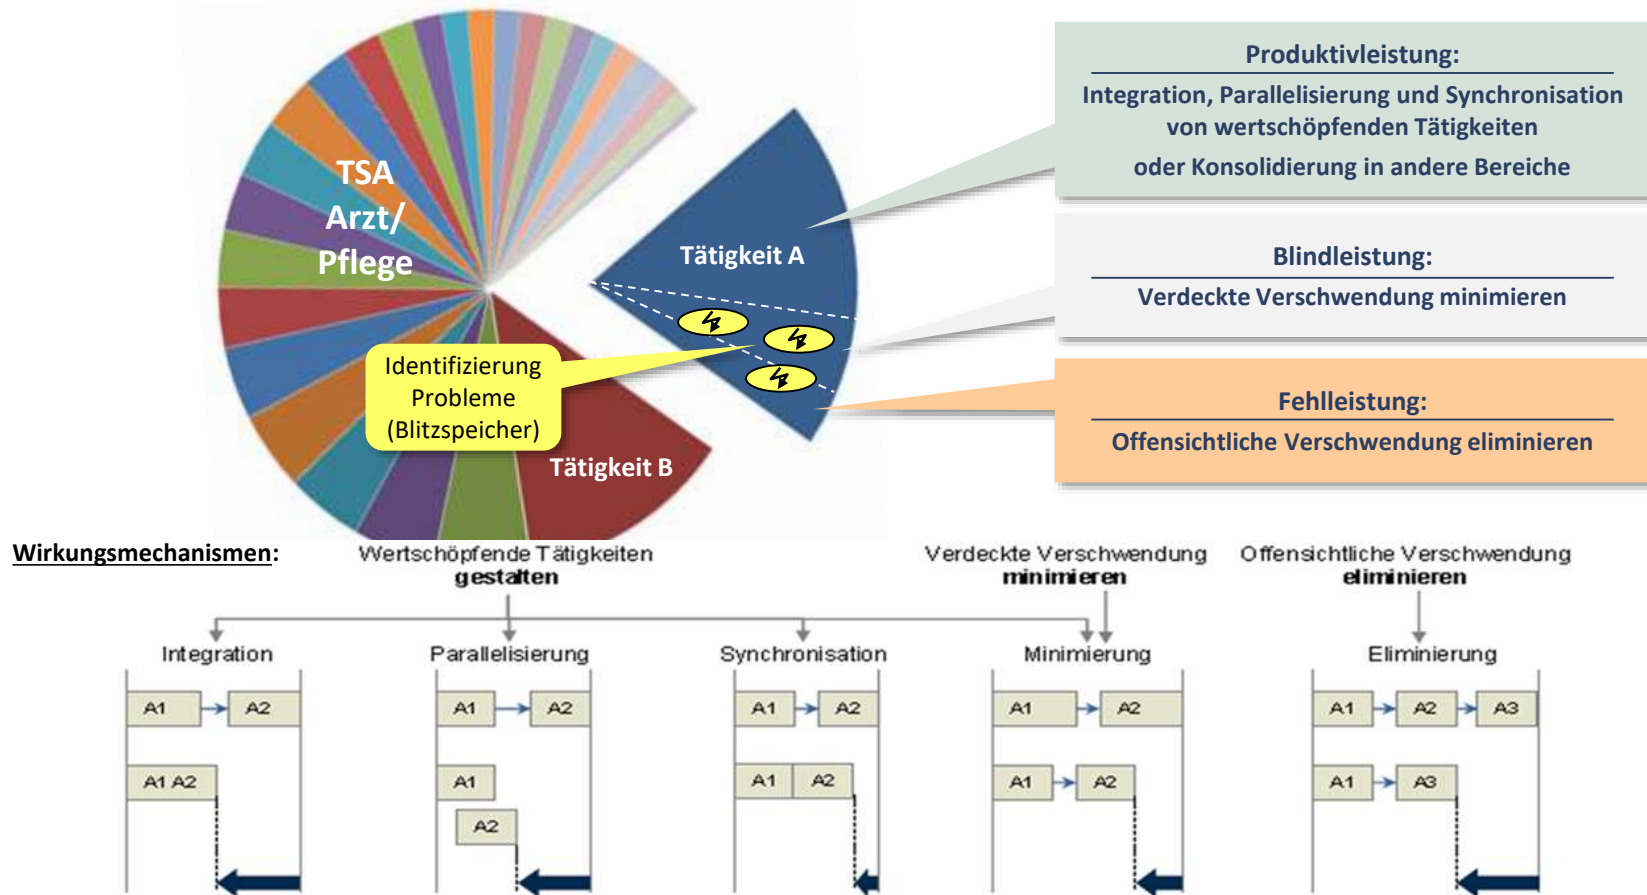 TSA
Arzt/
Pflege
Tätigkeit A
Identifizierung
Probleme
(Blitzspeicher)
Tätigkeit B
Produktivleistung:
Integration, Parallelisierung und Synchronisation
von wertschöpfenden Tätigkeiten
oder Konsolidierung in andere Bereiche
Blindleistung:
Verdeckte Verschwendung minimieren
Fehlleistung:
Offensichtliche Verschwendung eliminieren
Wirkungsmechanismen:
Wertschöpfende Tätigkeiten
gestalten
Verdeckte Verschwendung
minimieren
Offensichtliche Verschwendung
eliminieren
Integration
A1 A2
A1 A2
Parallelisierung
A1 A2
A1
A2
Synchronisation
A1 A2
A1 A2
Minimierung
A1 A2
A1 A2
Eliminierung
A1 A2 A3
A1 A3